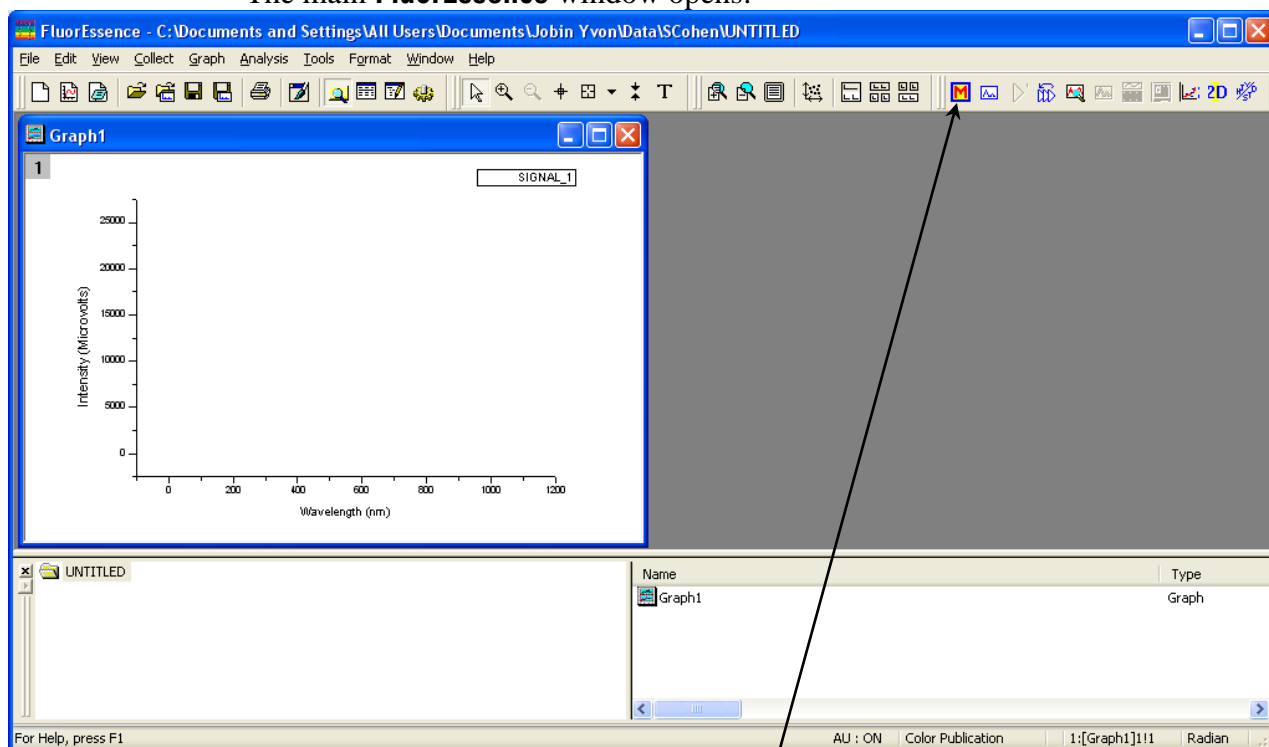 The main FluorEssence window opens.
FluorEssence - C:\Documents and Settings\All Users\Documents\Jobin Yvon\Data\SCohen\UNTITLED
File Edit View Collect Graph Analysis Tools Format Window Help
T M 2D
Graph1
1
SIGNAL_1
25000
20000
15000
10000
5000
0
Intensity (Microvolts)
0 200 400 600 800 1000 1200
Wavelength (nm)
UNTITLED
Name Type
Graph1 Graph
For Help, press F1 AU : ON Color Publication 1:[Graph1]1!1 Radian